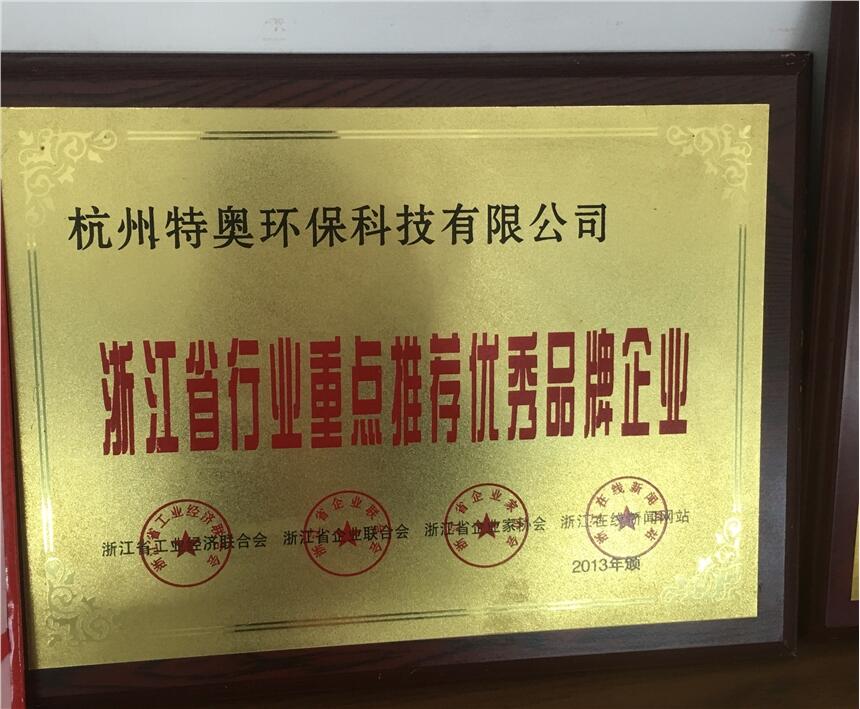 杭州特奥环保科技有限公司
浙江省行业重点推荐优秀品牌企业
浙江省工业经济联合会 浙江省企业联合会 浙江省企业家协会 浙江在线新闻网站
2013年颁